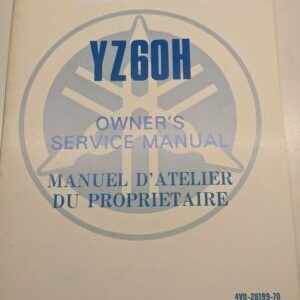 YZ60H
OWNER'S
SERVICE MANUAL
MANUEL D'ATELIER
DU PROPRIETAIRE
4V0-28199-70